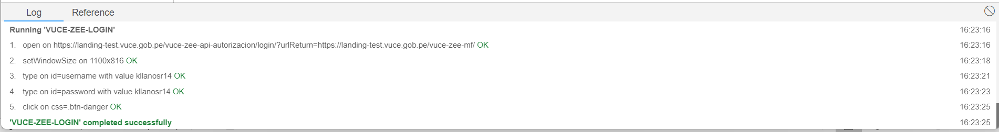 Log Reference
Running 'VUCE-ZEE-LOGIN' 16:23:16
1. open on https://landing-test.vuce.gob.pe/vuce-zee-api-autorizacion/login/?urlReturn=https://landing-test.vuce.gob.pe/vuce-zee-mf/ OK 16:23:16
2. setWindowSize on 1100x816 OK 16:23:18
3. type on id=username with value kllanosr14 OK 16:23:21
4. type on id=password with value kllanosr14 OK 16:23:23
5. click on css=.btn-danger OK 16:23:25
'VUCE-ZEE-LOGIN' completed successfully 16:23:25